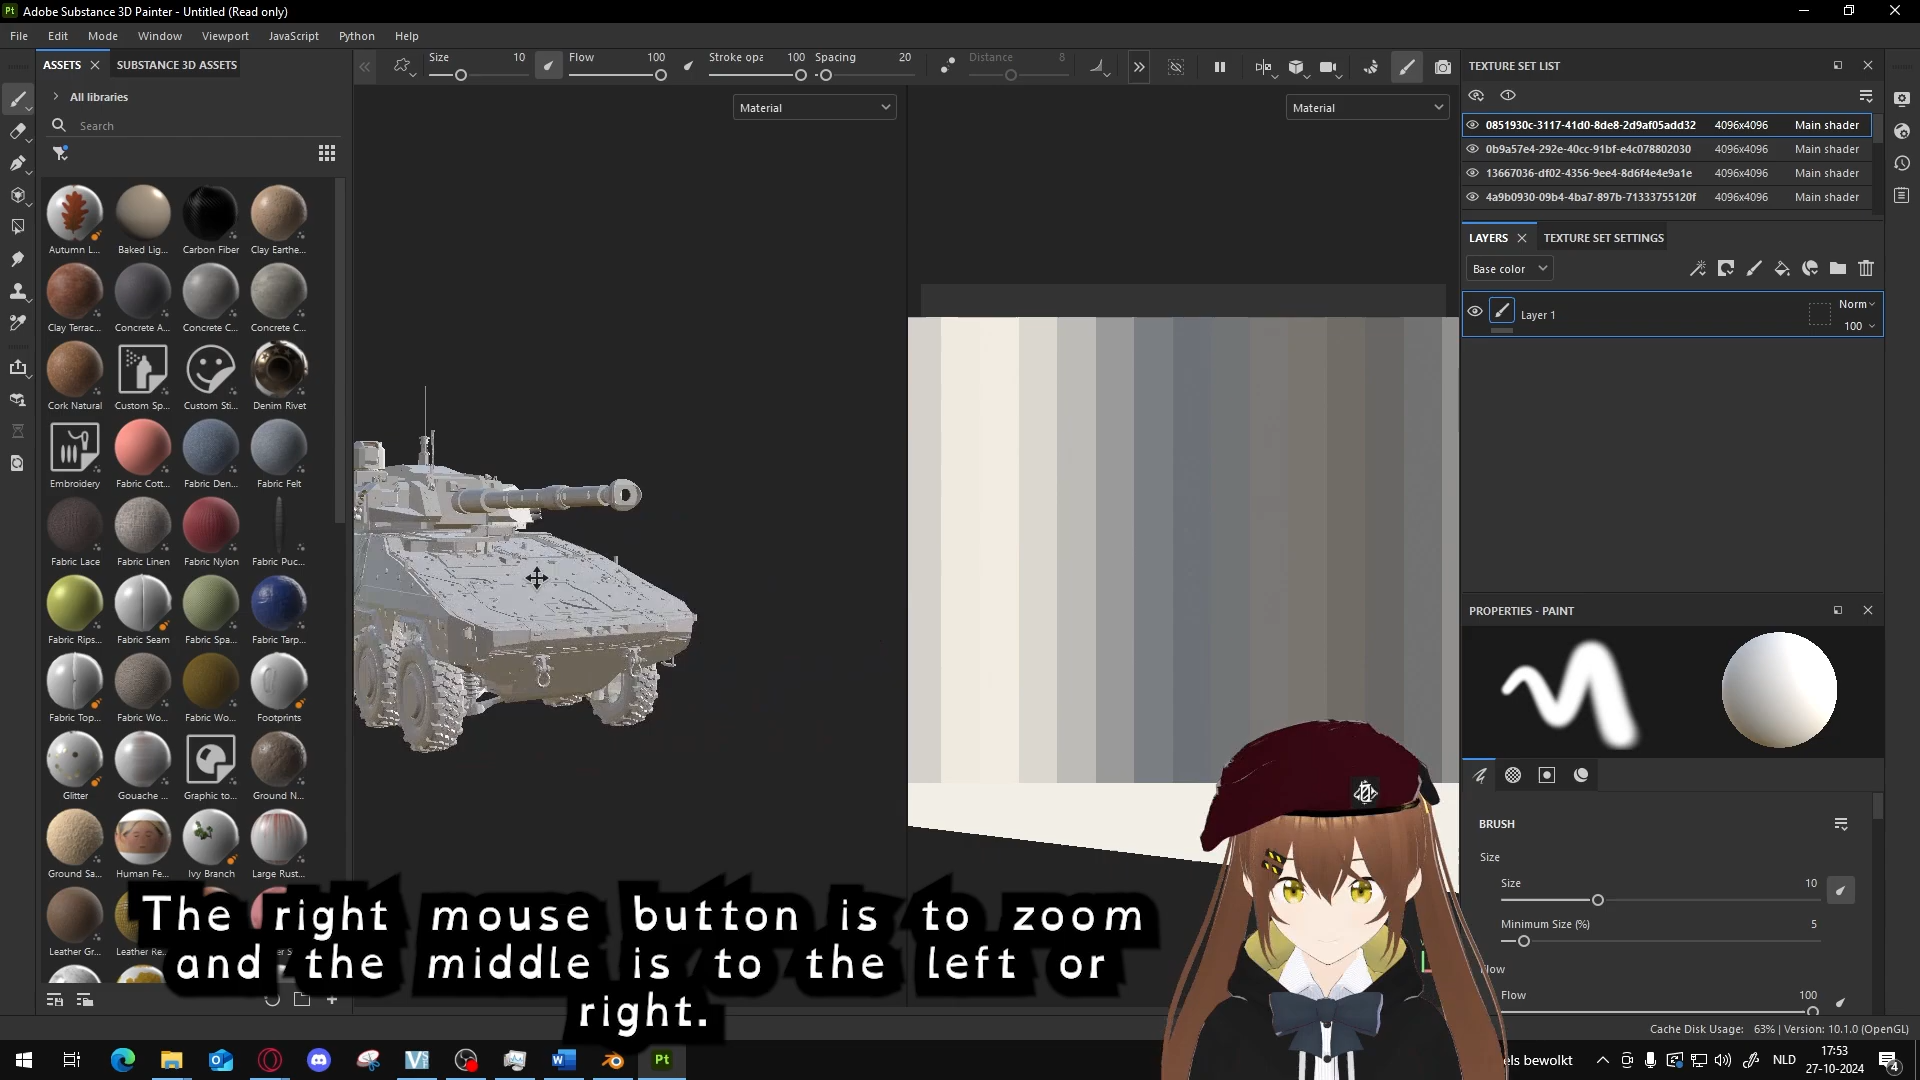 Pt Adobe Substance 3D Painter - Untitled (Read only)
File Edit Mode Window Viewport JavaScript Python Help
ASSETS SUBSTANCE 3D ASSETS
Size 10 Flow 100 Stroke opa 100 Spacing 20 Distance 8
All libraries
Search
Material
Material
Autumn L... Baked Lig... Carbon Fiber Clay Earthe...
Clay Terrac... Concrete A... Concrete C... Concrete C...
Cork Natural Custom Sp... Custom Sti... Denim Rivet
Embroidery Fabric Cott... Fabric Den... Fabric Felt
Fabric Lace Fabric Linen Fabric Nylon Fabric Puc...
Fabric Rips... Fabric Seam Fabric Spa... Fabric Tarp...
Fabric Top... Fabric Wo... Fabric Wo... Footprints
Glitter Gouache ... Graphic to... Ground N...
Ground Sa... Human Fe... Ivy Branch Large Rust...
Leather Gr... Leather Re...
TEXTURE SET LIST
0851930c-3117-41d0-8de8-2d9af05add32 4096x4096 Main shader
0b9a57e4-292e-40cc-91bf-e4c078802030 4096x4096 Main shader
13667036-df02-4356-9ee4-8d6f4e4e9a1e 4096x4096 Main shader
4a9b0930-09b4-4ba7-897b-71333755120f 4096x4096 Main shader
LAYERS TEXTURE SET SETTINGS
Base color
Layer 1 Norm
100
PROPERTIES - PAINT
BRUSH
Size
Size 10
Minimum Size (%) 5
Flow
Flow 100
The right mouse button is to zoom
and the middle is to the left or
right.
Cache Disk Usage: 63% | Version: 10.1.0 (OpenGL)
els bewolkt NLD 17:53
27-10-2024 4